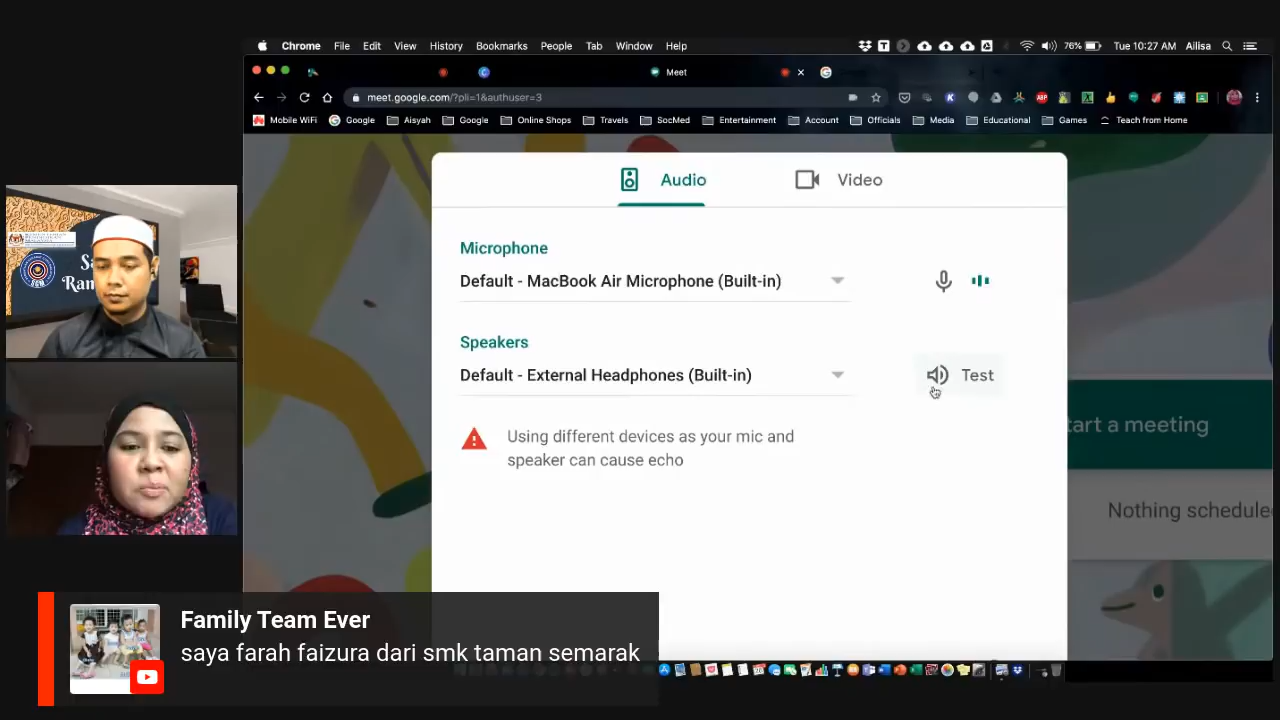 Chrome File Edit View History Bookmarks People Tab Window Help 76% Tue 10:27 AM Ailisa
Meet
meet.google.com/?pli=1&authuser=3
Mobile WiFi Google Aisyah Google Online Shops Travels SocMed Entertainment Account Officials Media Educational Games Teach from Home
Audio Video
Microphone
Default - MacBook Air Microphone (Built-in)
Speakers
Default - External Headphones (Built-in)
Test
Using different devices as your mic and
speaker can cause echo
tart a meeting
Nothing schedule
Family Team Ever
saya farah faizura dari smk taman semarak